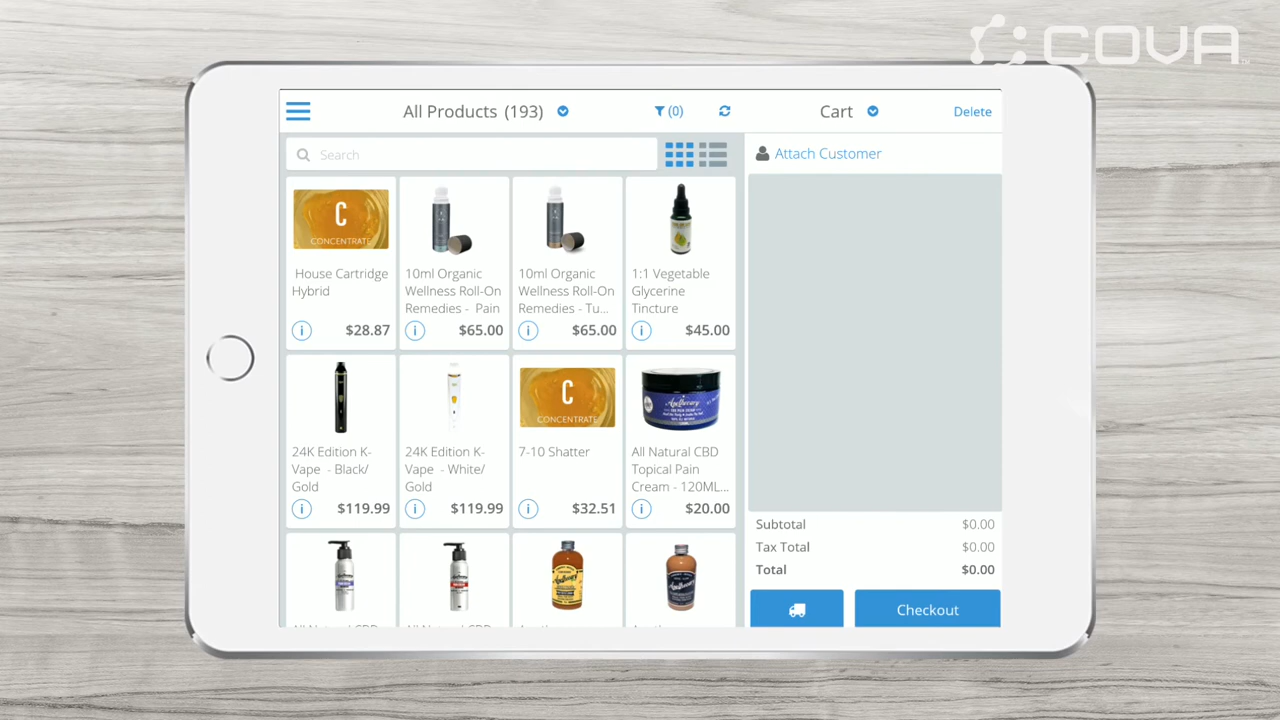 COVA
All Products (193)
(0)
Cart
Delete
Search
Attach Customer
C
CONCENTRATE
House Cartridge
Hybrid
$28.87
10ml Organic
Wellness Roll-On
Remedies - Pain
$65.00
10ml Organic
Wellness Roll-On
Remedies - Tu...
$65.00
1:1 Vegetable
Glycerine
Tincture
$45.00
24K Edition K-
Vape - Black/
Gold
$119.99
24K Edition K-
Vape - White/
Gold
$119.99
C
CONCENTRATE
7-10 Shatter
$32.51
Apothecary
All Natural CBD
Topical Pain
Cream - 120ML...
$20.00
Subtotal
$0.00
Tax Total
$0.00
Total
$0.00
Checkout